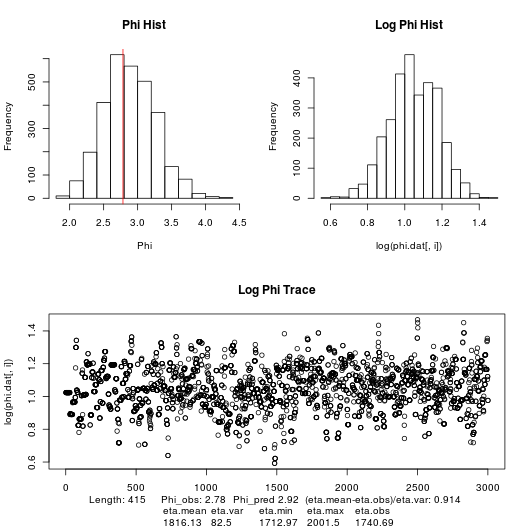 Phi Hist
Log Phi Hist
Frequency
0
100
300
500
2.0 2.5 3.0 3.5 4.0 4.5
Phi
Frequency
0
100
200
300
400
0.6 0.8 1.0 1.2 1.4
log(phi.dat[, i])
Log Phi Trace
log(phi.dat[, i])
0.6
0.8
1.0
1.2
1.4
0 500 1000 1500 2000 2500 3000
Length: 415 Phi_obs: 2.78 Phi_pred 2.92 (eta.mean-eta.obs)/eta.var: 0.914
eta.mean eta.var eta.min eta.max eta.obs
1816.13 82.5 1712.97 2001.5 1740.69